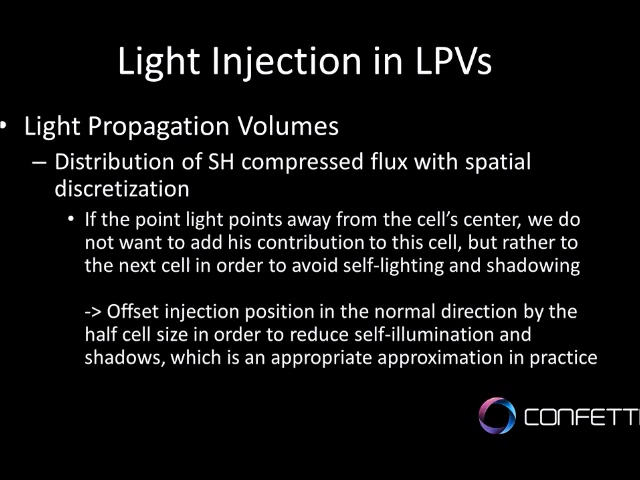 Light Injection in LPVs
• Light Propagation Volumes
– Distribution of SH compressed flux with spatial
discretization
• If the point light points away from the cell’s center, we do
not want to add his contribution to this cell, but rather to
the next cell in order to avoid self-lighting and shadowing
-> Offset injection position in the normal direction by the
half cell size in order to reduce self-illumination and
shadows, which is an appropriate approximation in practice
CONFETTI